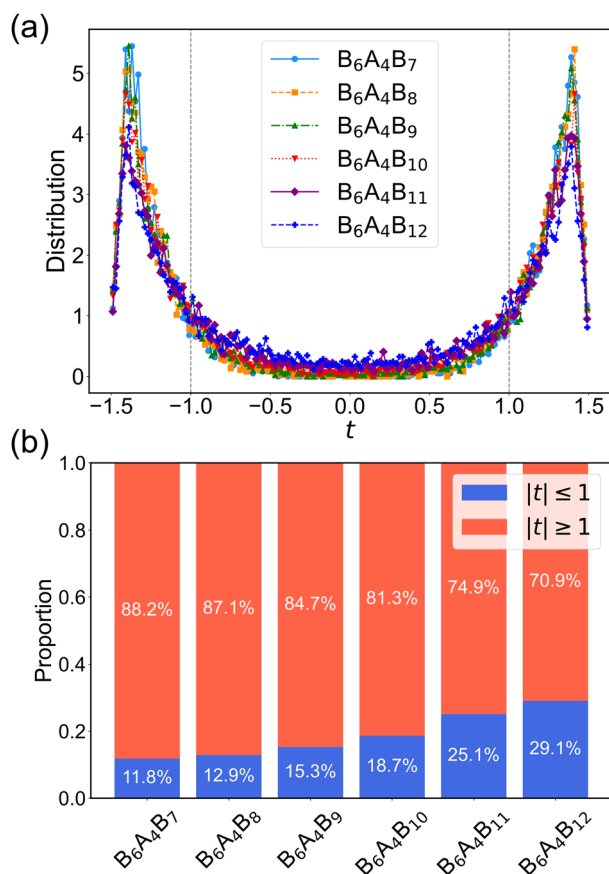 (a)
5
4
3
2
1
0
Distribution
B₆A₄B₇
B₆A₄B₈
B₆A₄B₉
B₆A₄B₁₀
B₆A₄B₁₁
B₆A₄B₁₂
−1.5 −1.0 −0.5 0.0 0.5 1.0 1.5
t
(b)
1.0
0.8
0.6
0.4
0.2
0.0
Proportion
|t| ≤ 1
|t| ≥ 1
88.2% 87.1% 84.7% 81.3% 74.9% 70.9%
11.8% 12.9% 15.3% 18.7% 25.1% 29.1%
B₆A₄B₇ B₆A₄B₈ B₆A₄B₉ B₆A₄B₁₀ B₆A₄B₁₁ B₆A₄B₁₂